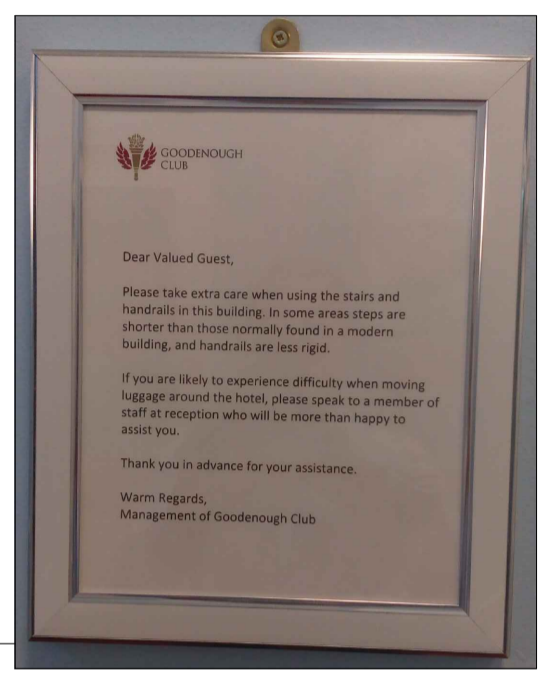 GOODENOUGH
CLUB
Dear Valued Guest,
Please take extra care when using the stairs and
handrails in this building. In some areas steps are
shorter than those normally found in a modern
building, and handrails are less rigid.
If you are likely to experience difficulty when moving
luggage around the hotel, please speak to a member of
staff at reception who will be more than happy to
assist you.
Thank you in advance for your assistance.
Warm Regards,
Management of Goodenough Club